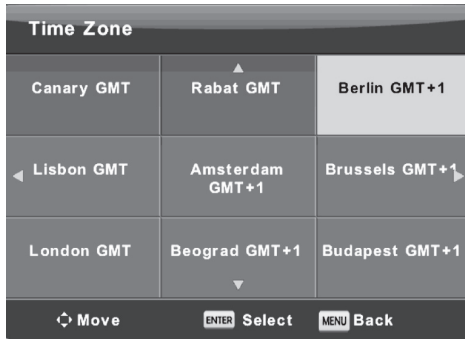 Time Zone
Canary GMT
Rabat GMT
Berlin GMT+1
Lisbon GMT
Amsterdam
GMT+1
Brussels GMT+1
London GMT
Beograd GMT+1
Budapest GMT+1
Move
ENTER Select
MENU Back